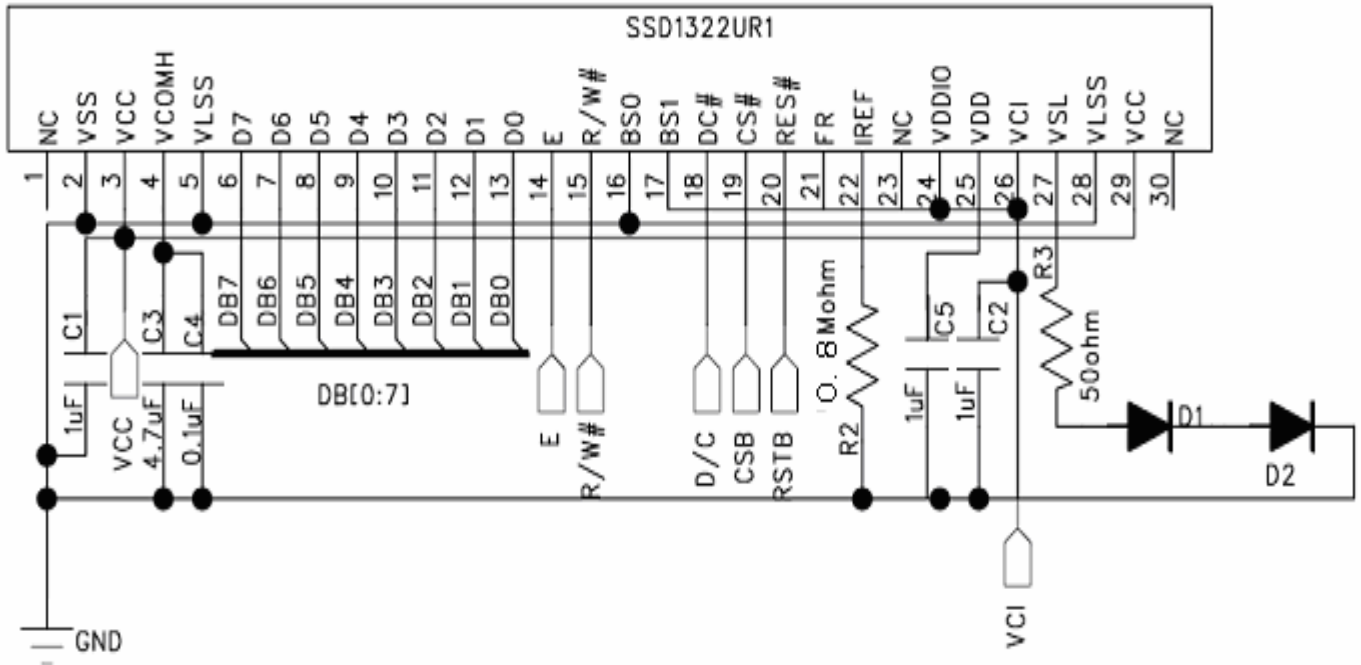 SSD1322UR1
NC
VSS
VCC
VCOMH
VLSS
D7
D6
D5
D4
D3
D2
D1
D0
E
R/W#
BS0
BS1
DC#
CS#
RES#
FR
IREF
NC
VDDIO
VDD
VCI
VSL
VLSS
VCC
NC
1
2
3
4
5
6
7
8
9
10
11
12
13
14
15
16
17
18
19
20
21
22
23
24
25
26
27
28
29
30
C1
1uF
VCC
C3
4.7uF
C4
0.1uF
DB7
DB6
DB5
DB4
DB3
DB2
DB1
DB0
DB[0:7]
E
R/W#
D/C
CSB
RSTB
0.8Mohm
R2
C5
1uF
C2
1uF
R3
50ohm
D1
D2
VCI
GND